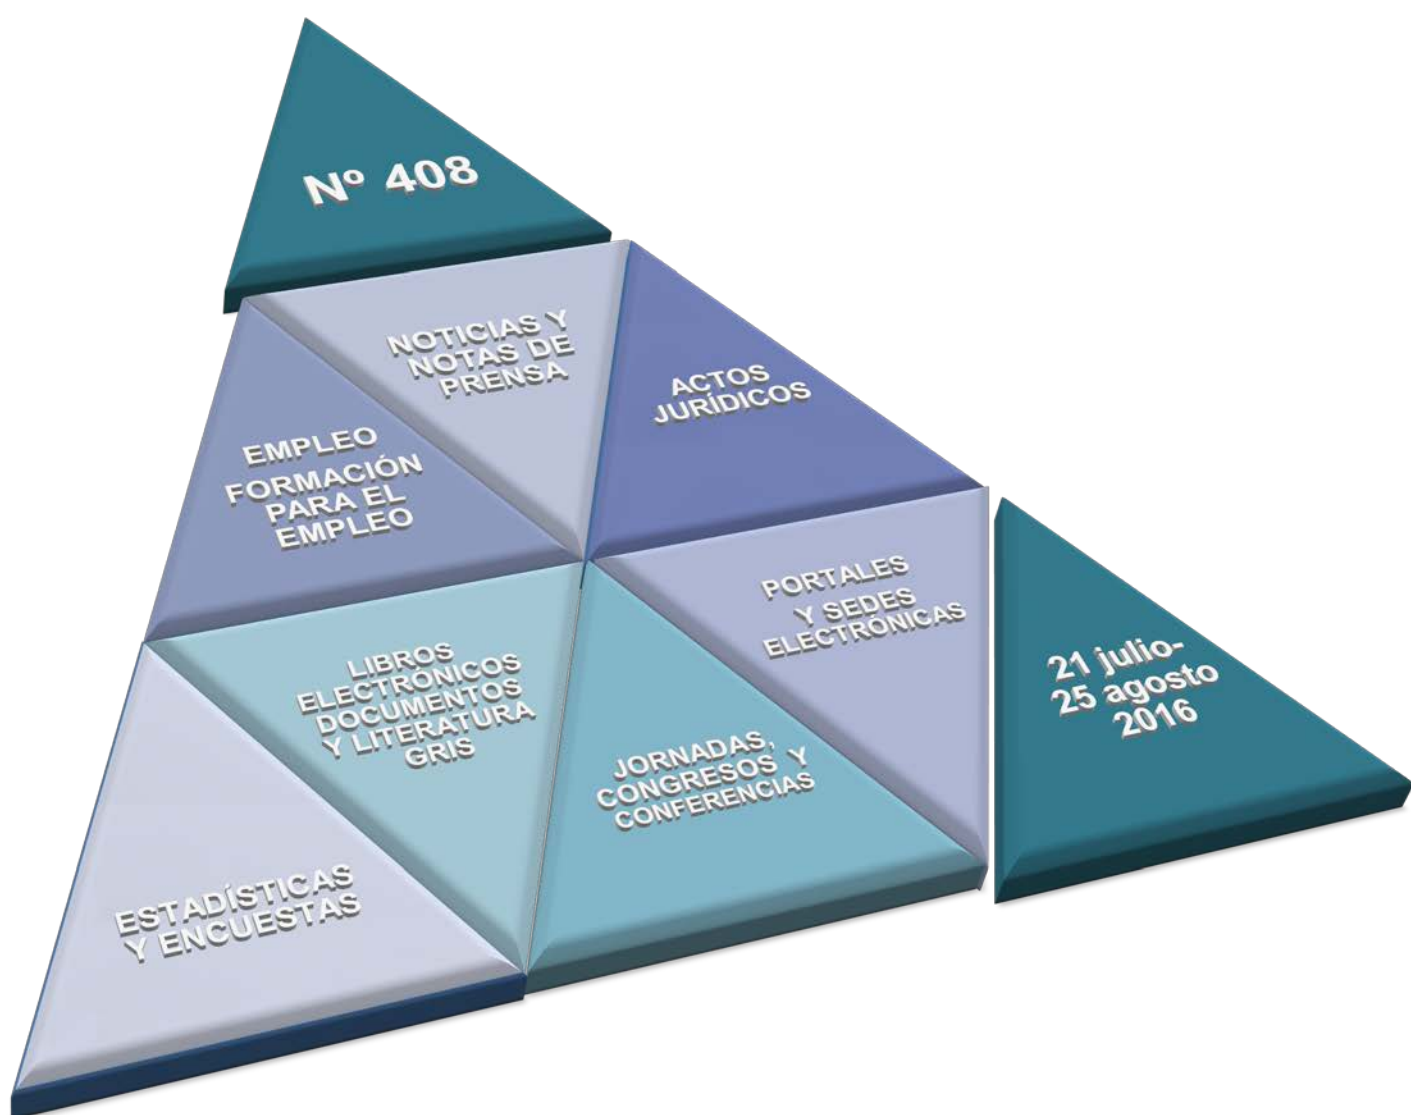 Nº 408
NOTICIAS Y
NOTAS DE
PRENSA
ACTOS
JURÍDICOS
EMPLEO
FORMACIÓN
PARA EL
EMPLEO
PORTALES
Y SEDES
ELECTRÓNICAS
LIBROS
ELECTRÓNICOS
DOCUMENTOS
Y LITERATURA
GRIS
JORNADAS,
CONGRESOS Y
CONFERENCIAS
21 julio-
25 agosto
2016
ESTADÍSTICAS
Y ENCUESTAS